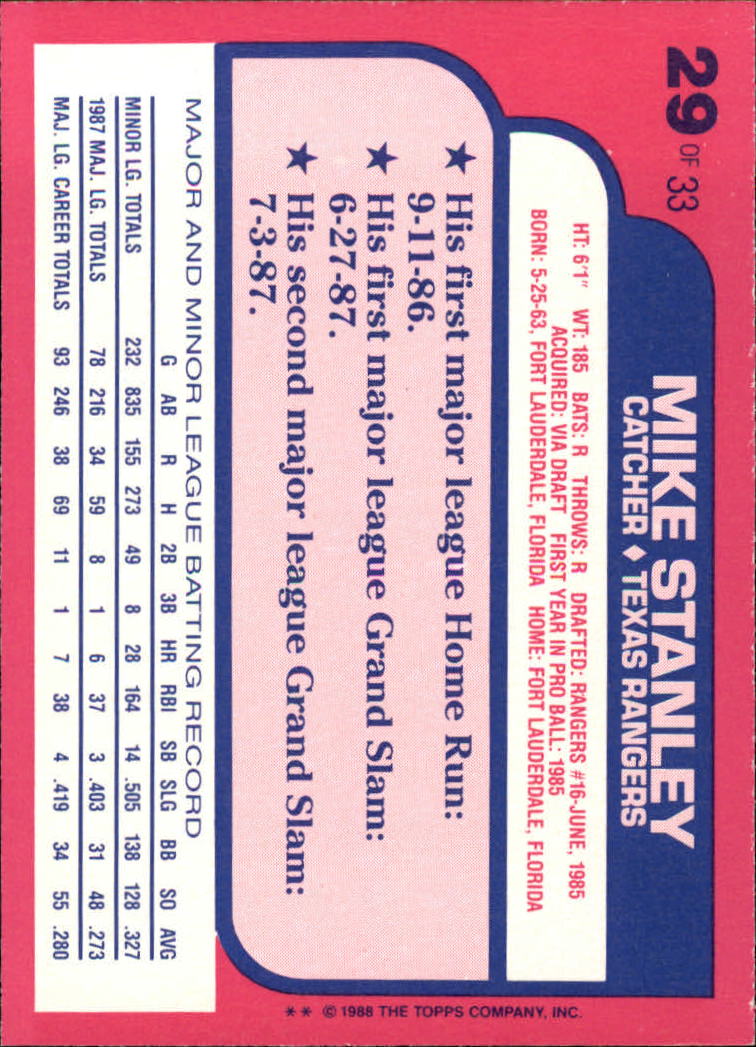 29 OF 33
MIKE STANLEY
CATCHER ♦ TEXAS RANGERS
HT: 6'1" WT: 185 BATS: R THROWS: R DRAFTED: RANGERS #16-JUNE, 1985
ACQUIRED: VIA DRAFT FIRST YEAR IN PRO BALL: 1985
BORN: 5-25-63, FORT LAUDERDALE, FLORIDA HOME: FORT LAUDERDALE, FLORIDA
★ His first major league Home Run:
9-11-86.
★ His first major league Grand Slam:
6-27-87.
★ His second major league Grand Slam:
7-3-87.
MAJOR AND MINOR LEAGUE BATTING RECORD
G AB R H 2B 3B HR RBI SB SLG BB SO AVG
MINOR LG. TOTALS 232 835 155 273 49 8 28 164 14 .505 138 128 .327
1987 MAJ. LG. TOTALS 78 216 34 59 8 1 6 37 3 .403 31 48 .273
MAJ. LG. CAREER TOTALS 93 246 38 69 11 1 7 38 4 .419 34 55 .280
** © 1988 THE TOPPS COMPANY, INC.